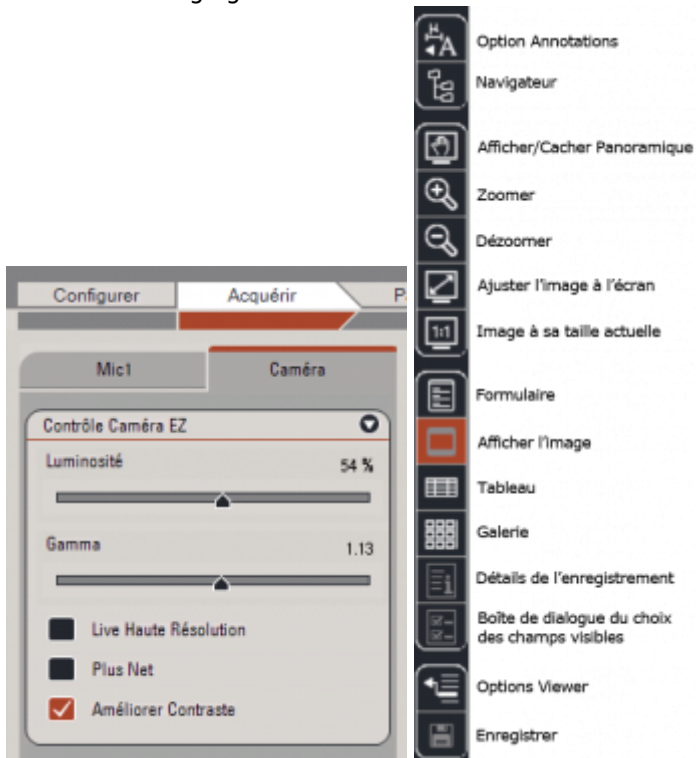 Configurer
Acquérir
P
Mic1
Caméra
Contrôle Caméra EZ
Luminosité
54 %
Gamma
1.13
Live Haute Résolution
Plus Net
Améliorer Contraste
Option Annotations
Navigateur
Afficher/Cacher Panoramique
Zoomer
Dézoomer
Ajuster l'image à l'écran
1:1
Image à sa taille actuelle
Formulaire
Afficher l'image
Tableau
Galerie
Détails de l'enregistrement
Boîte de dialogue du choix
des champs visibles
Options Viewer
Enregistrer